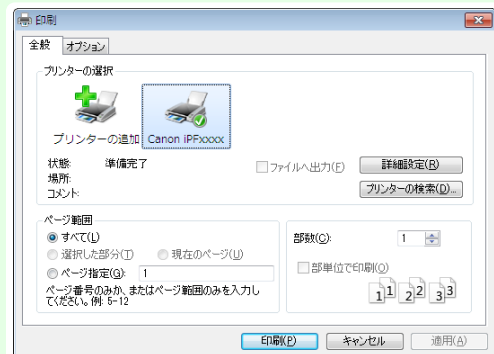 印刷
全般 オプション
プリンターの選択
プリンターの追加 Canon iPFxxxx
状態: 準備完了
場所:
コメント:
ファイルへ出力(F)
詳細設定(R)
プリンターの検索(D)...
ページ範囲
すべて(L)
選択した部分(T) 現在のページ(U)
ページ指定(G): 1
ページ番号のみか、またはページ範囲のみを入力し
てください。例: 5-12
部数(C): 1
部単位で印刷(O)
1 1 2 2 3 3
印刷(P) キャンセル 適用(A)